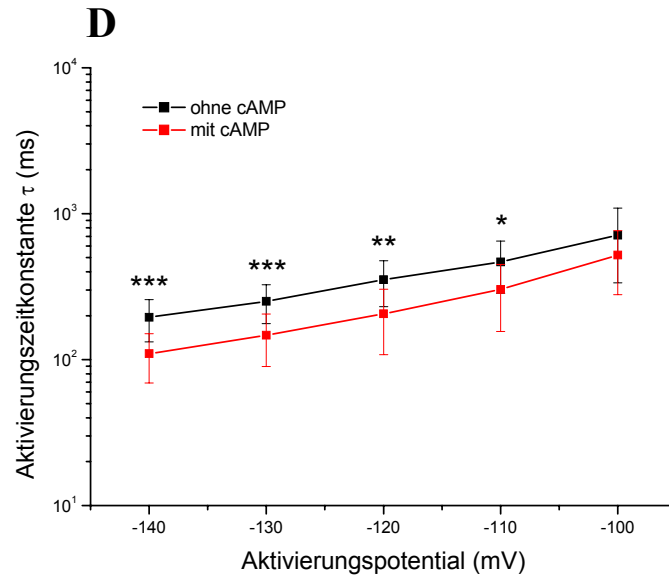 D
10⁴
ohne cAMP
mit cAMP
10³
***
***
**
*
10²
10¹
-140
-130
-120
-110
-100
Aktivierungspotential (mV)
Aktivierungszeitkonstante τ (ms)